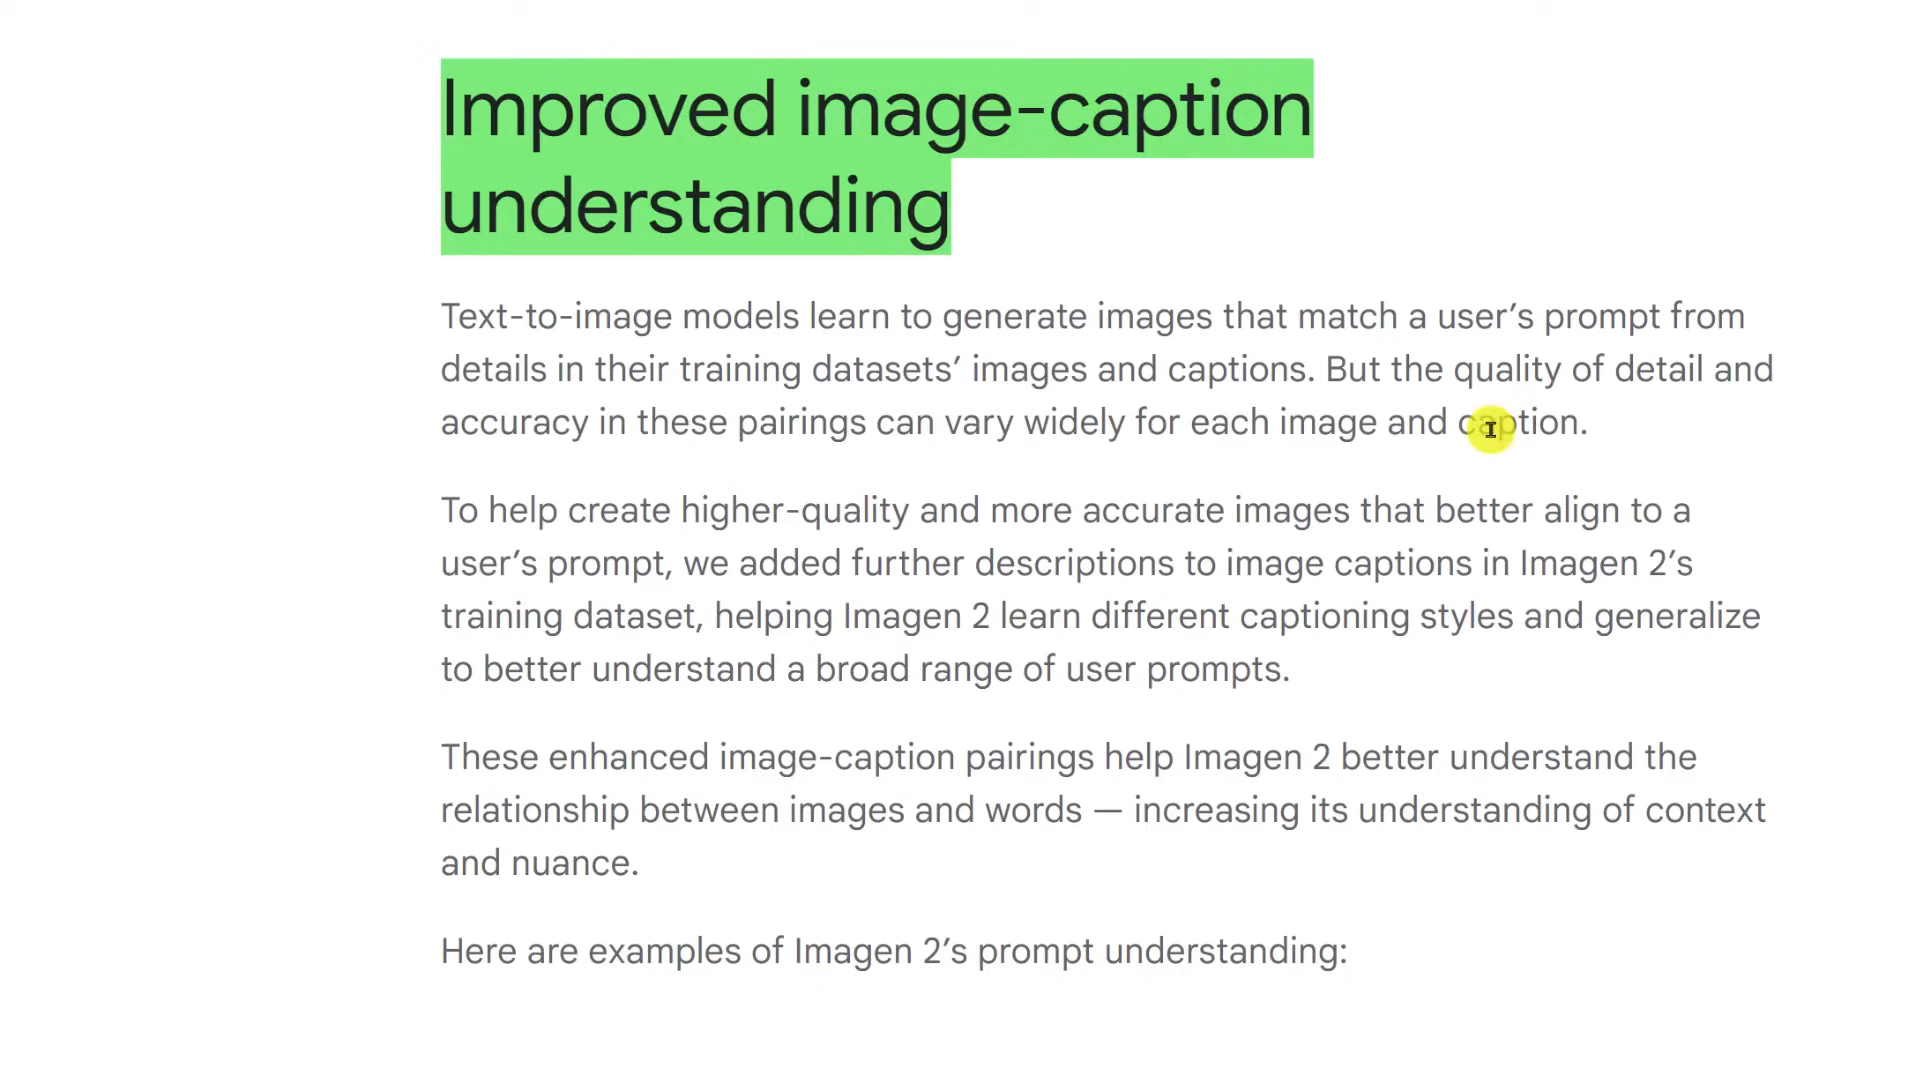 Improved image-caption
understanding
Text-to-image models learn to generate images that match a user’s prompt from
details in their training datasets’ images and captions. But the quality of detail and
accuracy in these pairings can vary widely for each image and caption.
To help create higher-quality and more accurate images that better align to a
user’s prompt, we added further descriptions to image captions in Imagen 2’s
training dataset, helping Imagen 2 learn different captioning styles and generalize
to better understand a broad range of user prompts.
These enhanced image-caption pairings help Imagen 2 better understand the
relationship between images and words — increasing its understanding of context
and nuance.
Here are examples of Imagen 2’s prompt understanding: